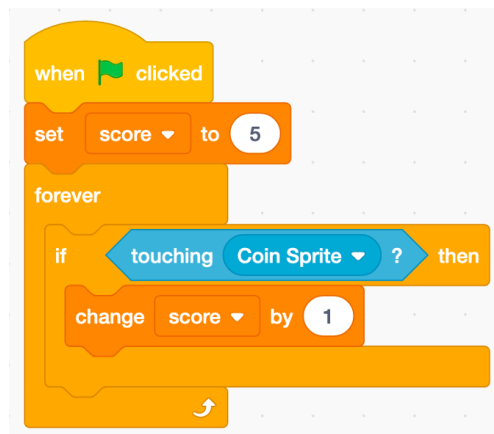 when clicked
set score to 5
forever
if touching Coin Sprite ? then
change score by 1